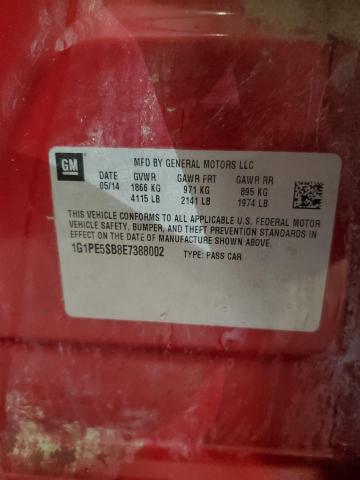 GM
MFD BY GENERAL MOTORS LLC
DATE GVWR GAWR FRT GAWR RR
05/14 1866 KG 971 KG 895 KG
4115 LB 2141 LB 1974 LB
THIS VEHICLE CONFORMS TO ALL APPLICABLE U.S. FEDERAL MOTOR
VEHICLE SAFETY, BUMPER, AND THEFT PREVENTION STANDARDS IN
EFFECT ON THE DATE OF MANUFACTURE SHOWN ABOVE.
1G1PE5SB8E7388002 TYPE: PASS CAR